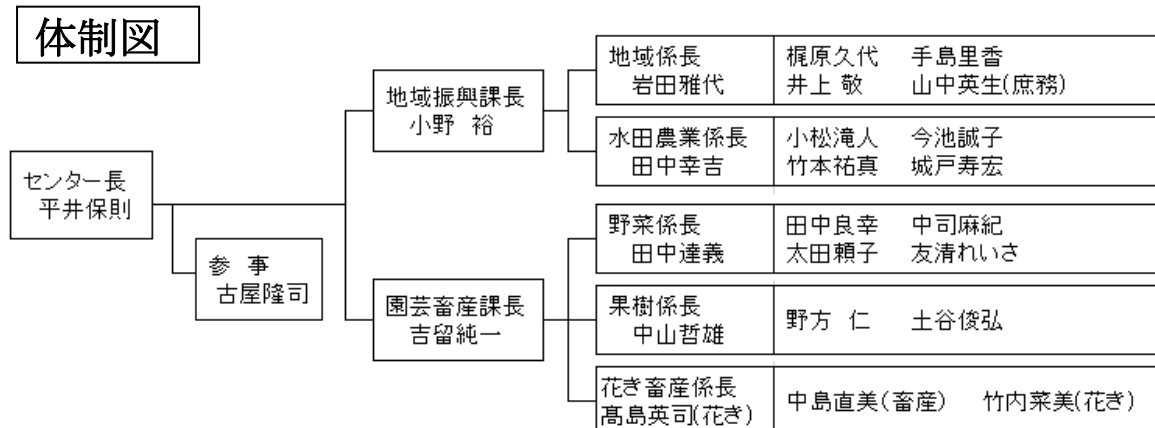 体制図
センター長
平井保則
参 事
古屋隆司
地域振興課長
小野 裕
園芸畜産課長
吉留純一
地域係長
岩田雅代
梶原久代 手島里香
井上 敬 山中英生(庶務)
水田農業係長
田中幸吉
小松滝人 今池誠子
竹本祐真 城戸寿宏
野菜係長
田中達義
田中良幸 中司麻紀
太田頼子 友清れいさ
果樹係長
中山哲雄
野方 仁 土谷俊弘
花き畜産係長
髙島英司(花き)
中島直美(畜産) 竹内菜美(花き)